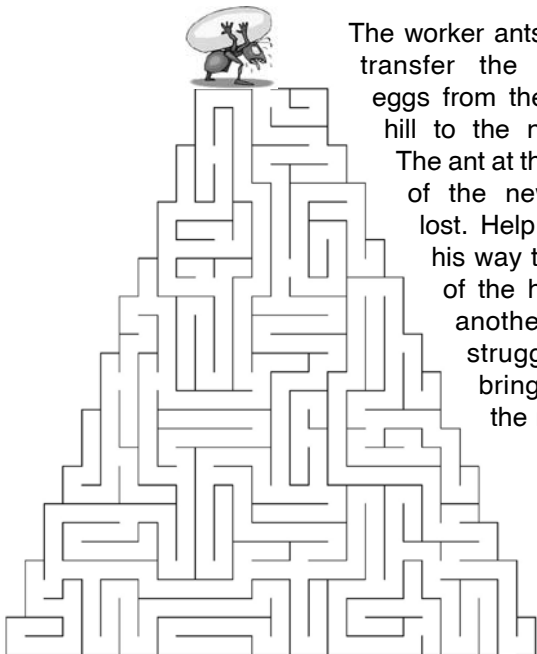 The worker ants
transfer the
eggs from the
hill to the n
The ant at th
of the new
lost. Help
his way t
of the h
anothe
strugg
bring
the